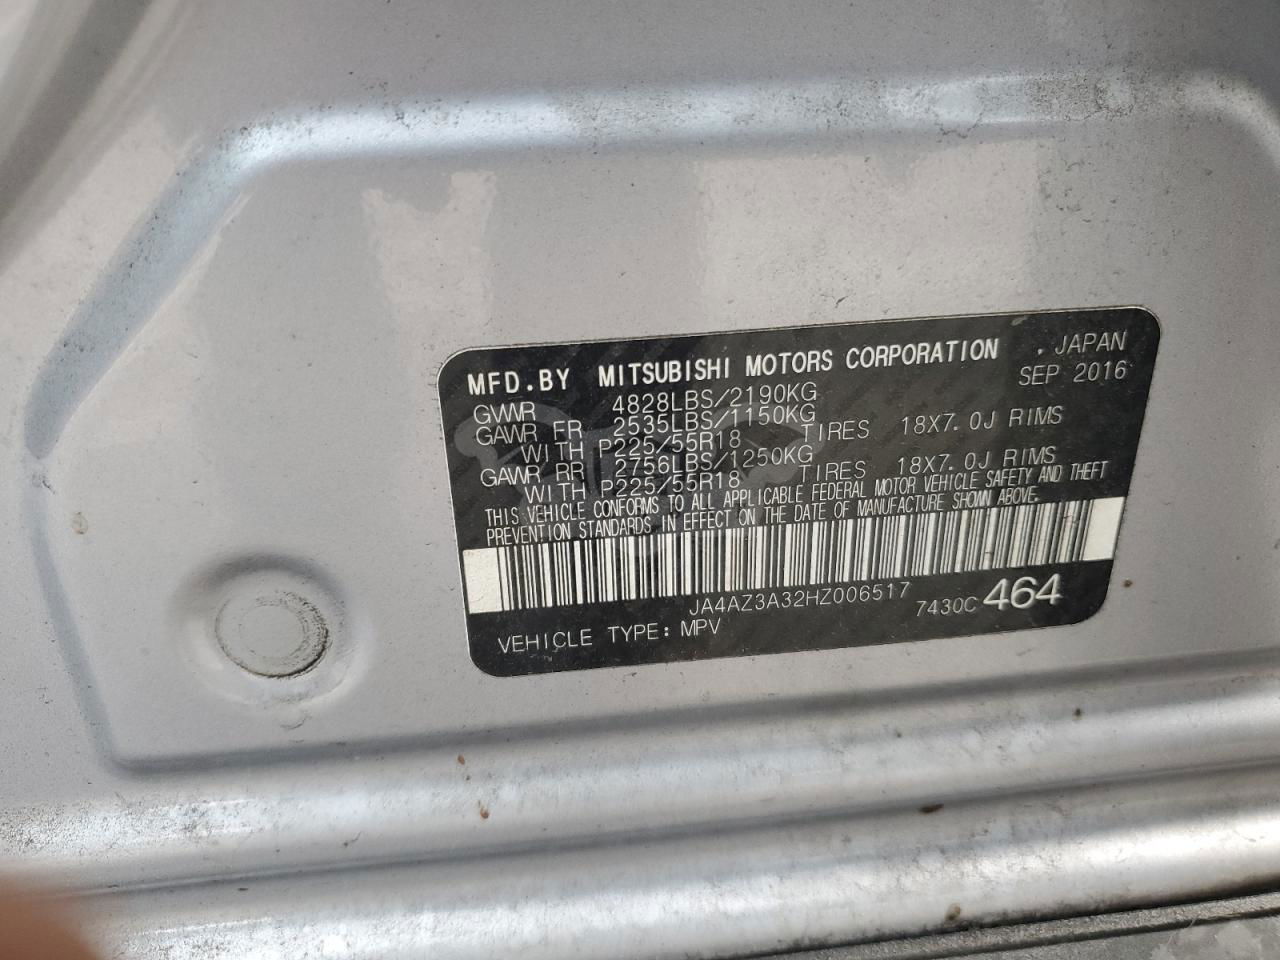 MFD.BY MITSUBISHI MOTORS CORPORATION , JAPAN
SEP 2016
GVWR 4828LBS/2190KG
GAWR FR 2535LBS/1150KG
WITH P225/55R18 TIRES 18X7.0J RIMS
GAWR RR 2756LBS/1250KG
WITH P225/55R18 TIRES 18X7.0J RIMS
THIS VEHICLE CONFORMS TO ALL APPLICABLE FEDERAL MOTOR VEHICLE SAFETY AND THEFT
PREVENTION STANDARDS IN EFFECT ON THE DATE OF MANUFACTURE SHOWN ABOVE.
JA4AZ3A32HZ006517
VEHICLE TYPE: MPV 7430C 464